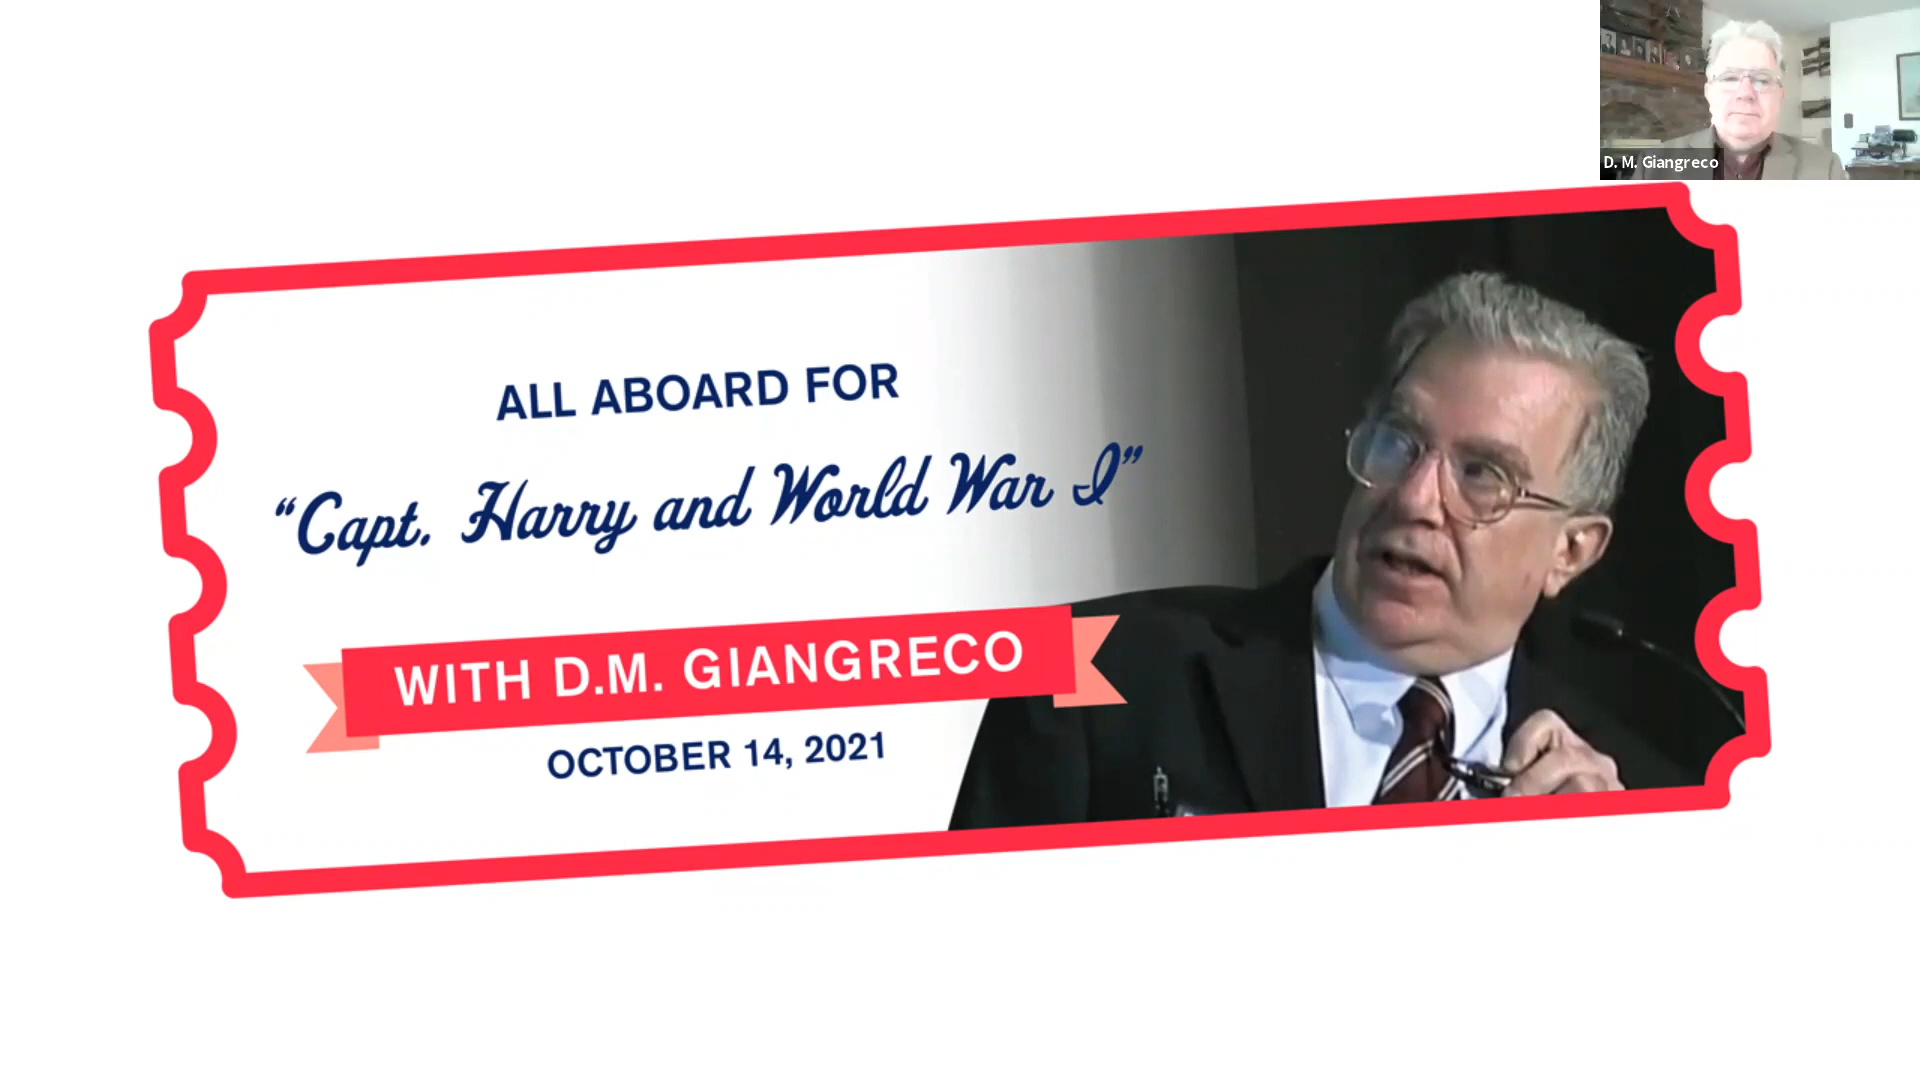 D. M. Giangreco
ALL ABOARD FOR
“Capt. Harry and World War I”
WITH D.M. GIANGRECO
OCTOBER 14, 2021